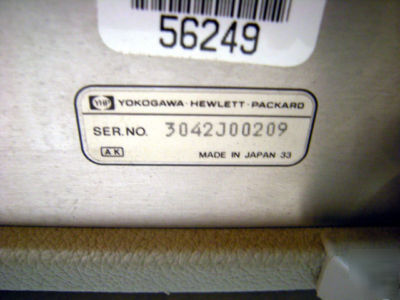 56249
YHP YOKOGAWA-HEWLETT-PACKARD
SER.NO. 3042J00209
AK MADE IN JAPAN 33